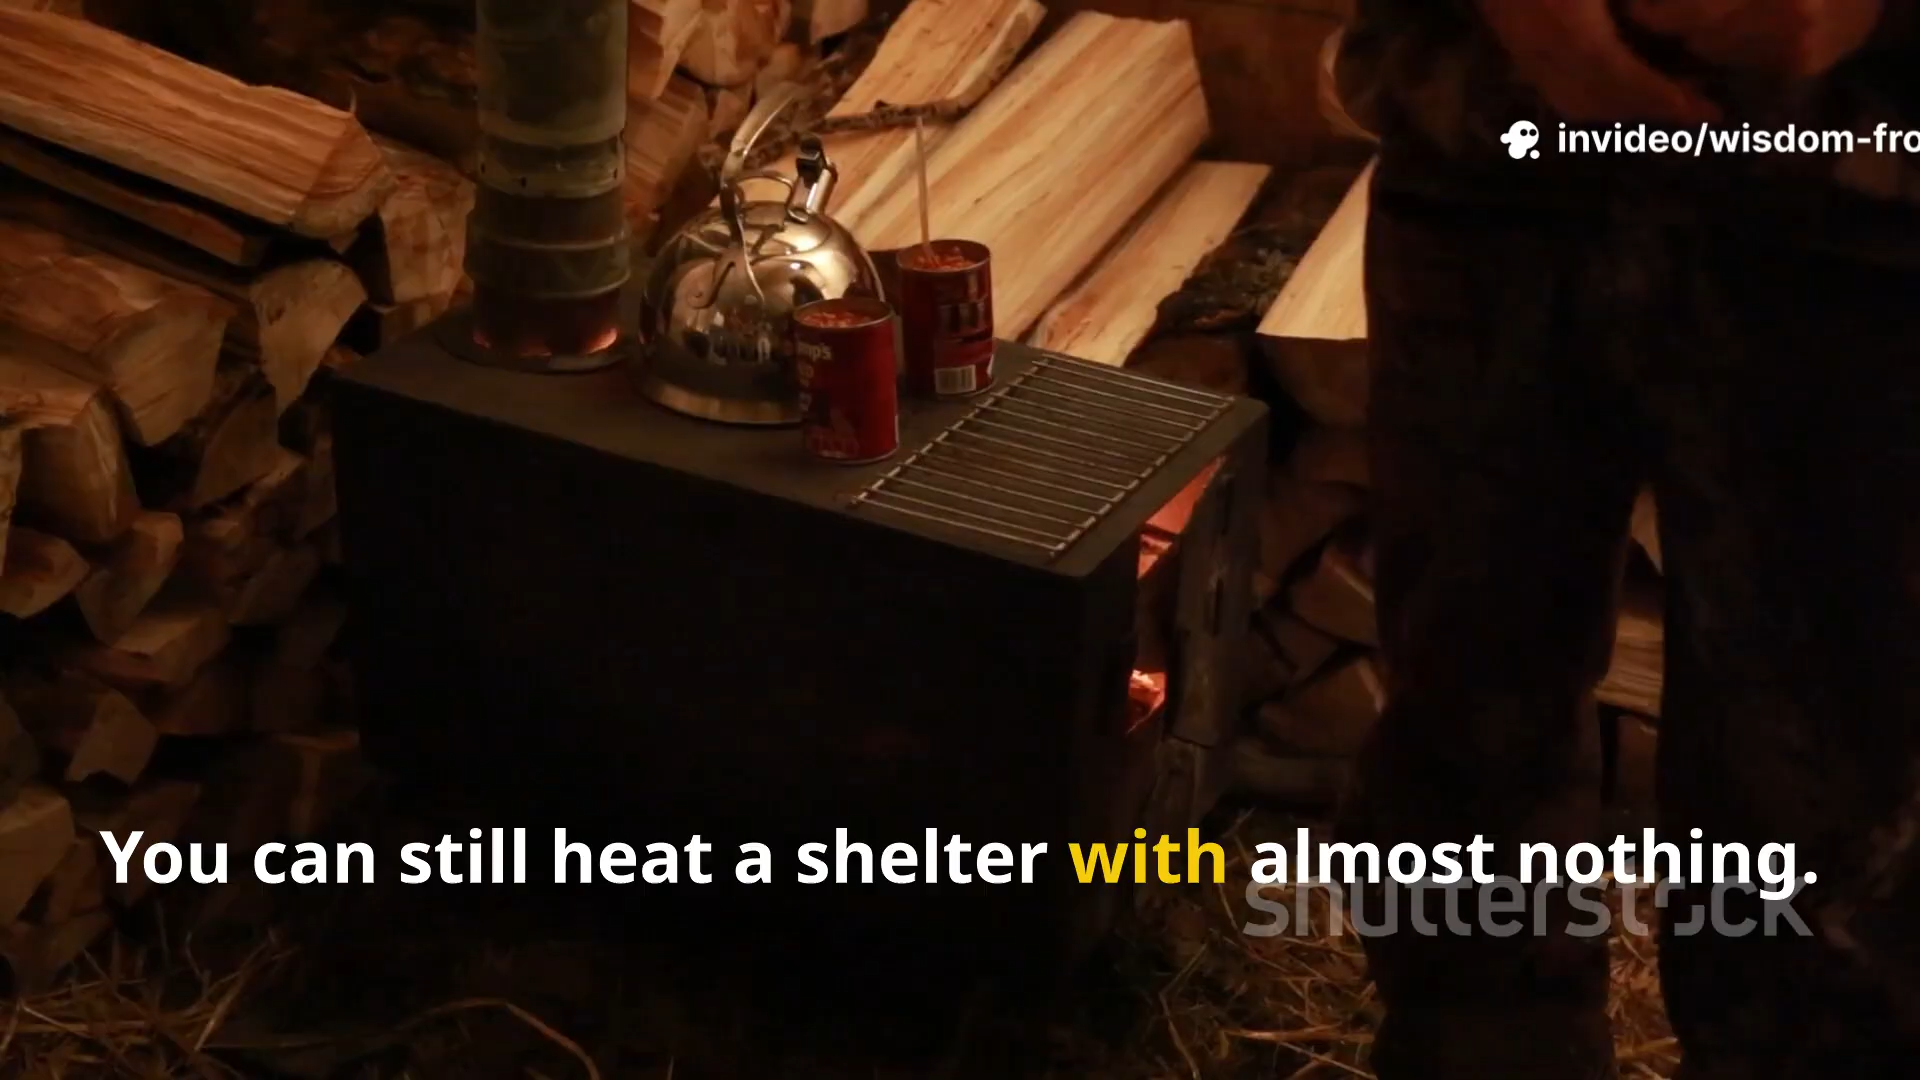 invideo/wisdom-fro
You can still heat a shelter with almost nothing.
shutterstock